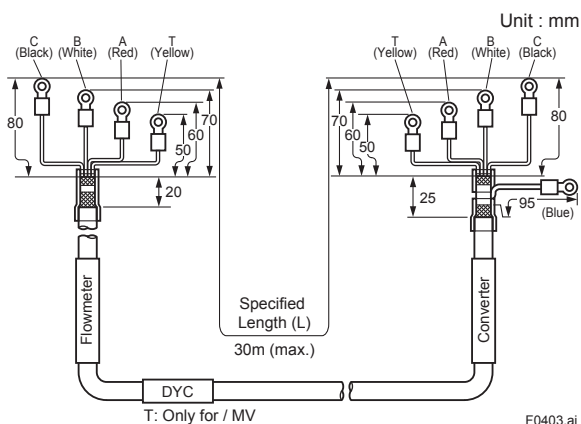 Unit : mm
C
(Black)
B
(White)
A
(Red)
T
(Yellow)
T
(Yellow)
A
(Red)
B
(White)
C
(Black)
80
50
60
70
20
70
60
50
80
25
95
(Blue)
Flowmeter
Specified
Length (L)
30m (max.)
Converter
DYC
T: Only for / MV
F0403.ai